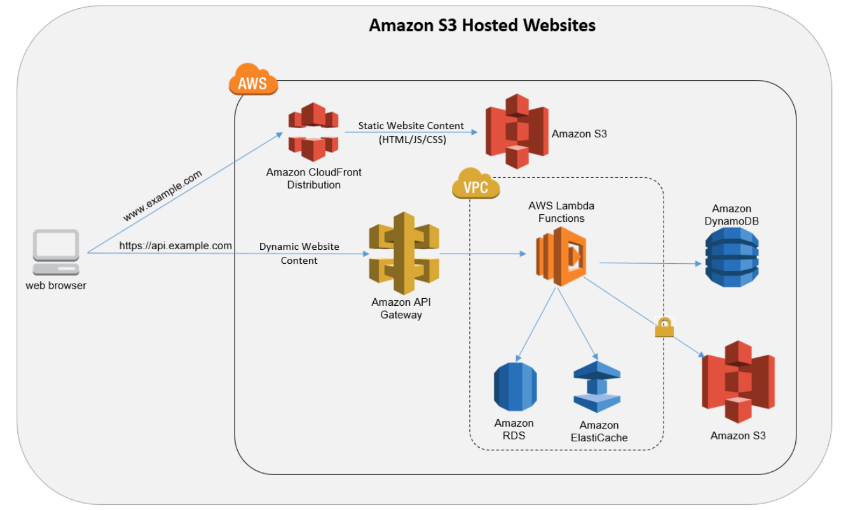 Amazon S3 Hosted Websites
AWS
Static Website Content
(HTML/JS/CSS)
Amazon S3
Amazon CloudFront
Distribution
www.example.com
VPC
AWS Lambda
Functions
Amazon
DynamoDB
https://api.example.com
Dynamic Website
Content
web browser
Amazon API
Gateway
Amazon
RDS
Amazon
ElastiCache
Amazon S3